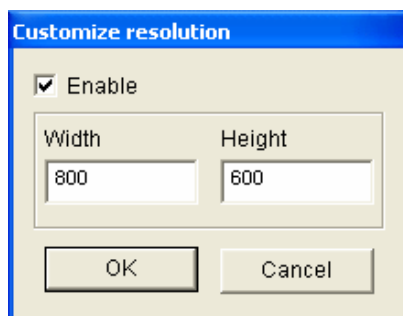 Customize resolution
Enable
Width Height
800 600
OK Cancel